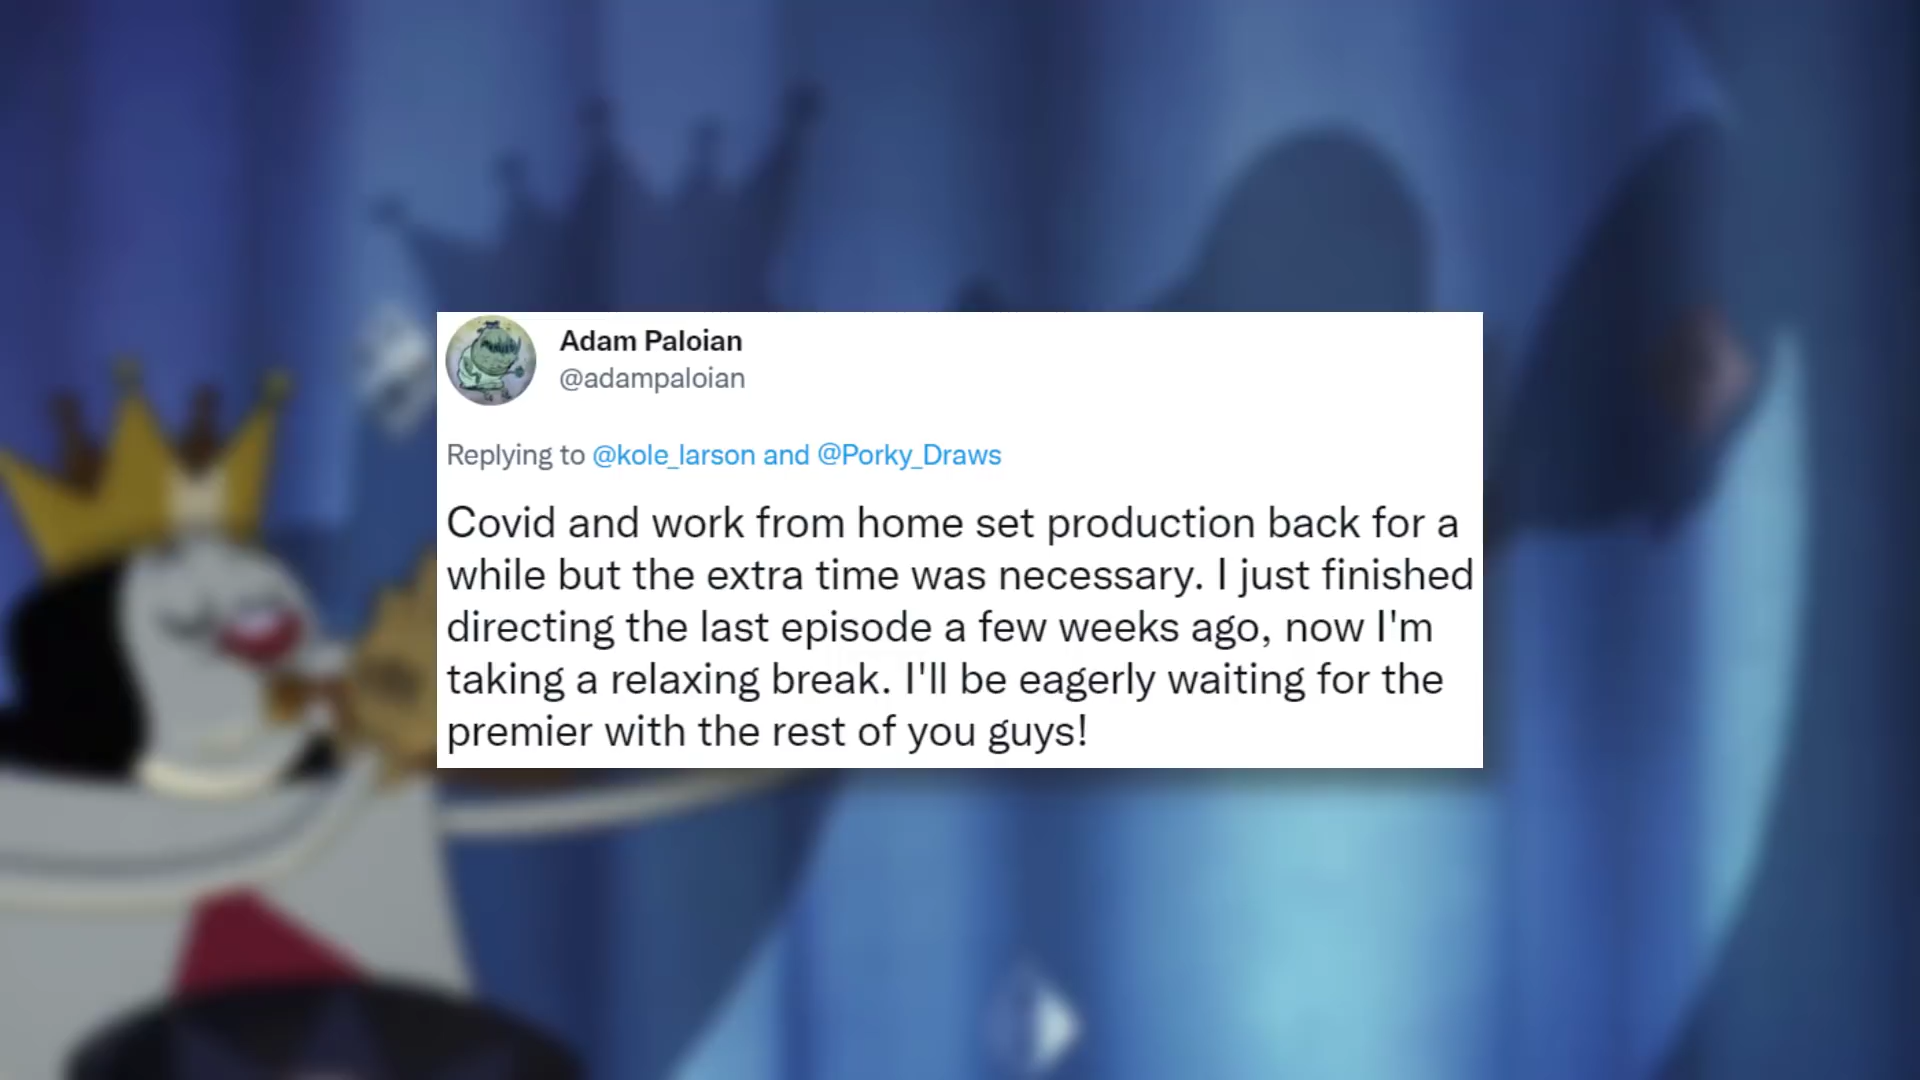 Adam Paloian
@adampaloian
Replying to @kole_larson and @Porky_Draws
Covid and work from home set production back for a
while but the extra time was necessary. I just finished
directing the last episode a few weeks ago, now I'm
taking a relaxing break. I'll be eagerly waiting for the
premier with the rest of you guys!